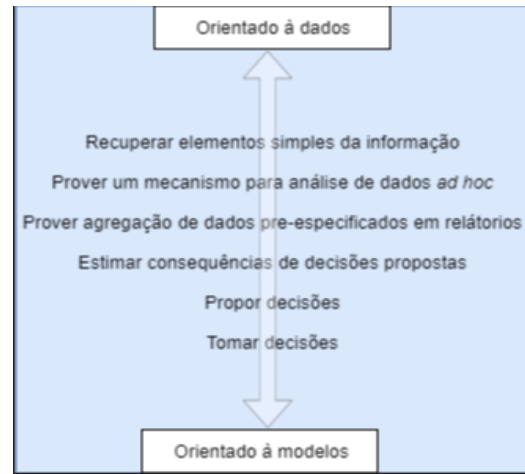 Orientado à dados
Recuperar elementos simples da informação
Prover um mecanismo para análise de dados ad hoc
Prover agregação de dados pre-especificados em relátorios
Estimar consequências de decisões propostas
Propor decisões
Tomar decisões
Orientado à modelos